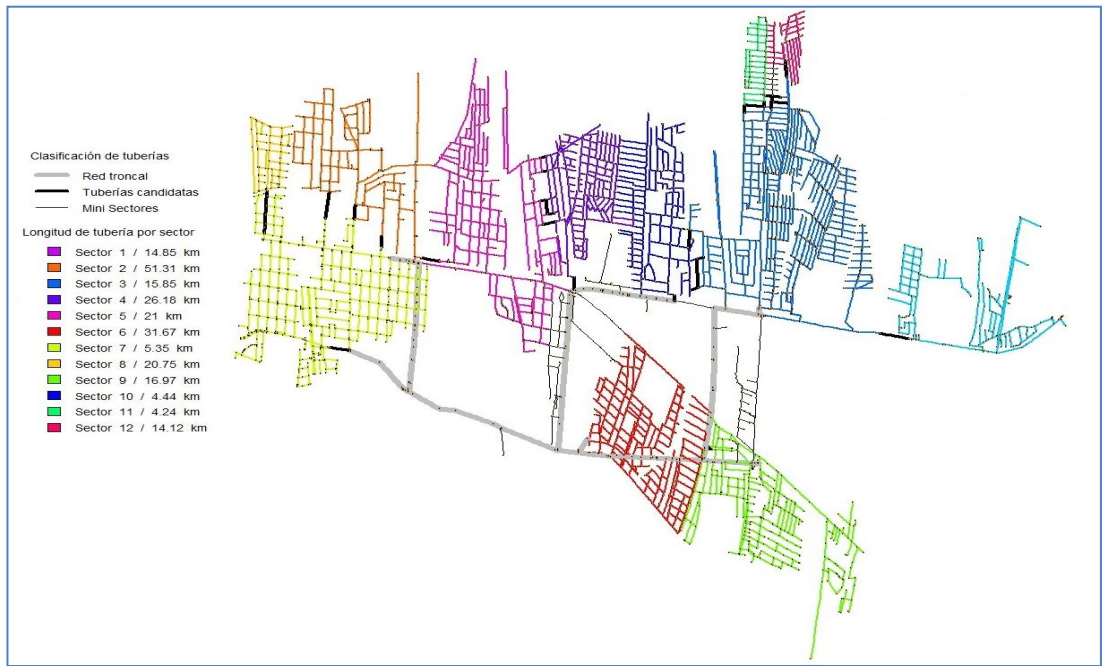 Clasificación de tuberías
Red troncal
Tuberías candidatas
Mini Sectores
Longitud de tubería por sector
Sector 1 / 14.85 km
Sector 2 / 51.31 km
Sector 3 / 15.85 km
Sector 4 / 26.18 km
Sector 5 / 21 km
Sector 6 / 31.67 km
Sector 7 / 5.35 km
Sector 8 / 20.75 km
Sector 9 / 16.97 km
Sector 10 / 4.44 km
Sector 11 / 4.24 km
Sector 12 / 14.12 km